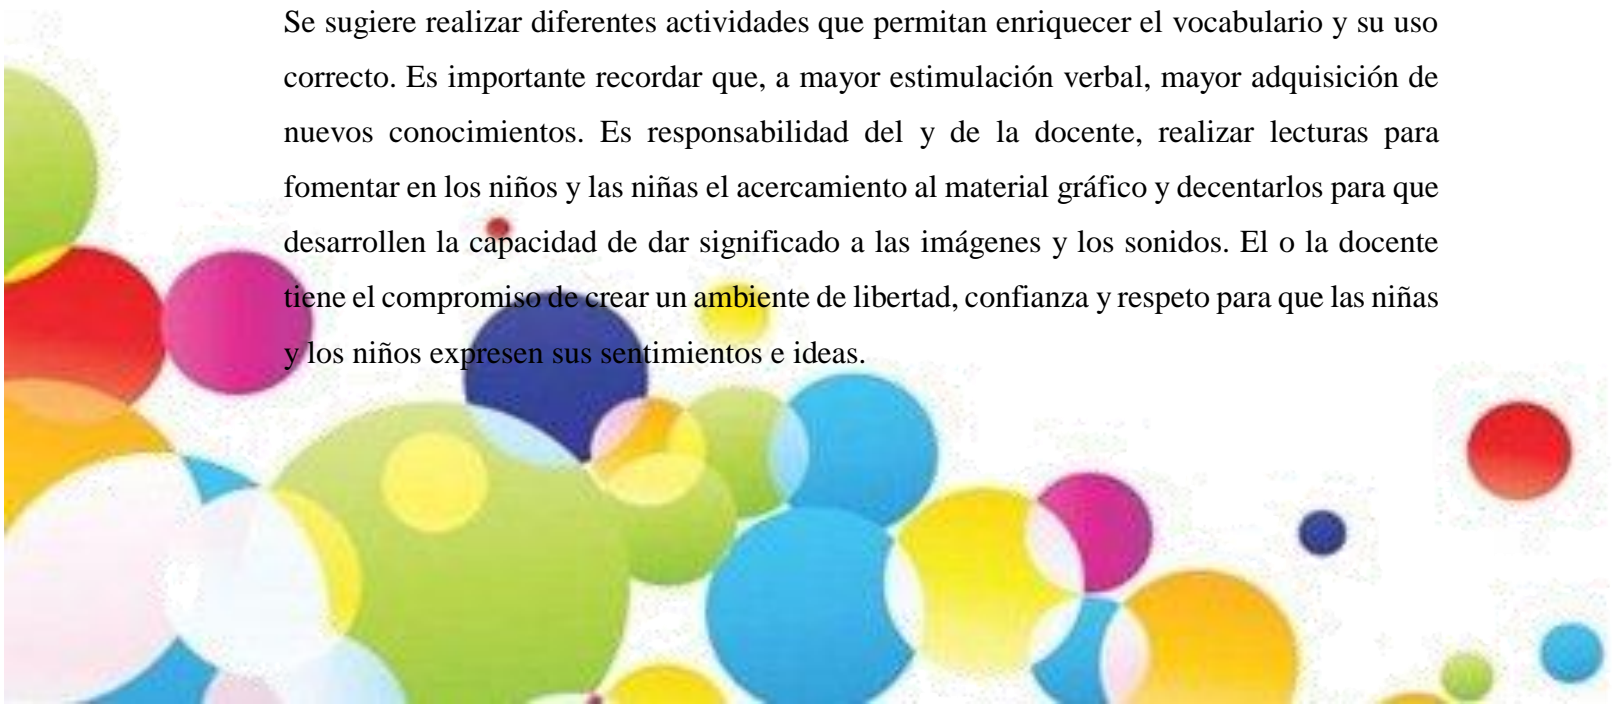 Se sugiere realizar diferentes actividades que permitan enriquecer el vocabulario y su uso
correcto. Es importante recordar que, a mayor estimulación verbal, mayor adquisición de
nuevos conocimientos. Es responsabilidad del y de la docente, realizar lecturas para
fomentar en los niños y las niñas el acercamiento al material gráfico y decentarlos para que
desarrollen la capacidad de dar significado a las imágenes y los sonidos. El o la docente
tiene el compromiso de crear un ambiente de libertad, confianza y respeto para que las niñas
y los niños expresen sus sentimientos e ideas.